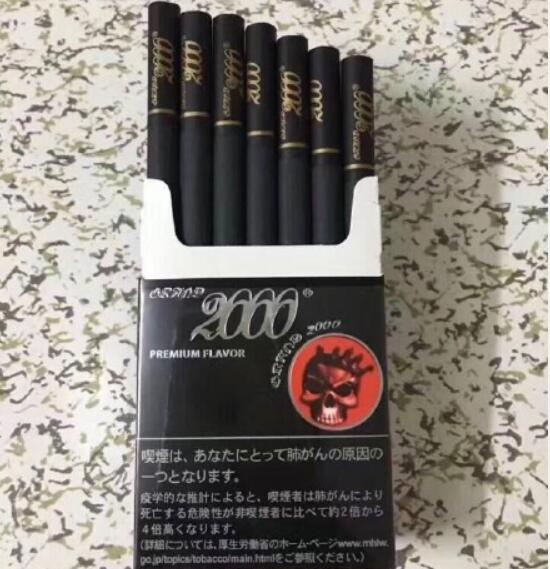 2000
2000
GRAND
2000®
PREMIUM FLAVOR
GRAND 2000
喫煙は、あなたにとって肺がんの原因の
一つとなります。
疫学的な推計によると、喫煙者は肺がんにより
死亡する危険性が非喫煙者に比べて約2倍から
4倍高くなります。
(詳細については、厚生労働省のホーム・ページwww.mhlw.
go.jp/topics/tobacco/main.htmlをご参照ください。)